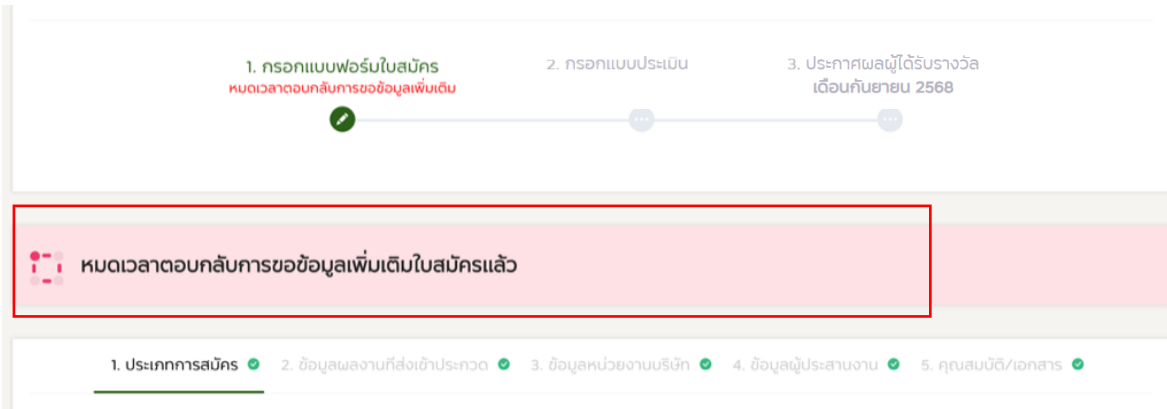 1. กรอกแบบฟอร์มใบสมัคร
หมดเวลาตอบกลับการขอข้อมูลเพิ่มเติม
2. กรอกแบบประเมิน
3. ประกาศผลผู้ได้รับรางวัล
เดือนกันยายน 2568
หมดเวลาตอบกลับการขอข้อมูลเพิ่มเติมใบสมัครแล้ว
1. ประเภทการสมัคร 2. ข้อมูลผลงานที่ส่งเข้าประกวด 3. ข้อมูลหน่วยงานบริษัท 4. ข้อมูลผู้ประสานงาน 5. คุณสมบัติ/เอกสาร